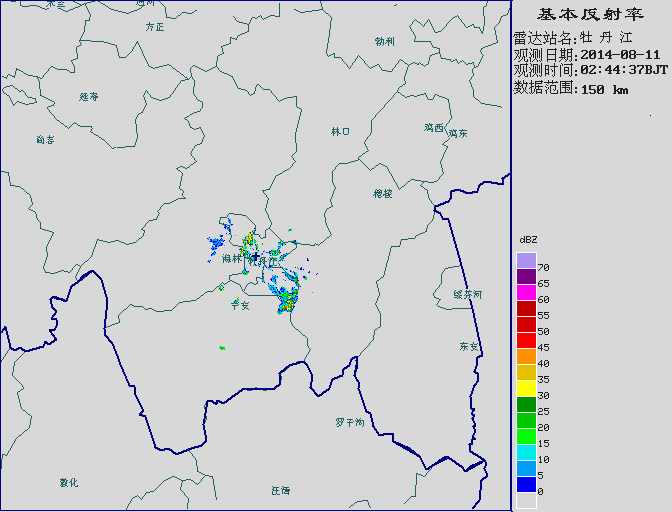 基本反射率
雷达站名:牡 丹 江
观测日期:2014-08-11
观测时间:02:44:37BJT
数据范围:150 km
方正
勃利
延寿
尚志
林口
鸡西
鸡东
穆棱
海林
牡丹江
宁安
绥芬河
东安
罗子沟
敦化
汪清
dBZ
70
65
60
55
50
45
40
35
30
25
20
15
10
5
0